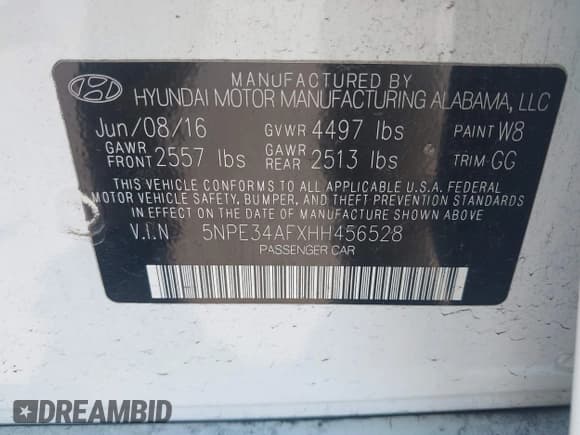 MANUFACTURED BY
HYUNDAI MOTOR MANUFACTURING ALABAMA, LLC
Jun/08/16 GVWR 4497 lbs PAINT W8
GAWR FRONT 2557 lbs GAWR REAR 2513 lbs TRIM GG
THIS VEHICLE CONFORMS TO ALL APPLICABLE U.S.A. FEDERAL
MOTOR VEHICLE SAFETY, BUMPER, AND THEFT PREVENTION STANDARDS
IN EFFECT ON THE DATE OF MANUFACTURE SHOWN ABOVE
V.I.N 5NPE34AFXHH456528
PASSENGER CAR
DREAMBID